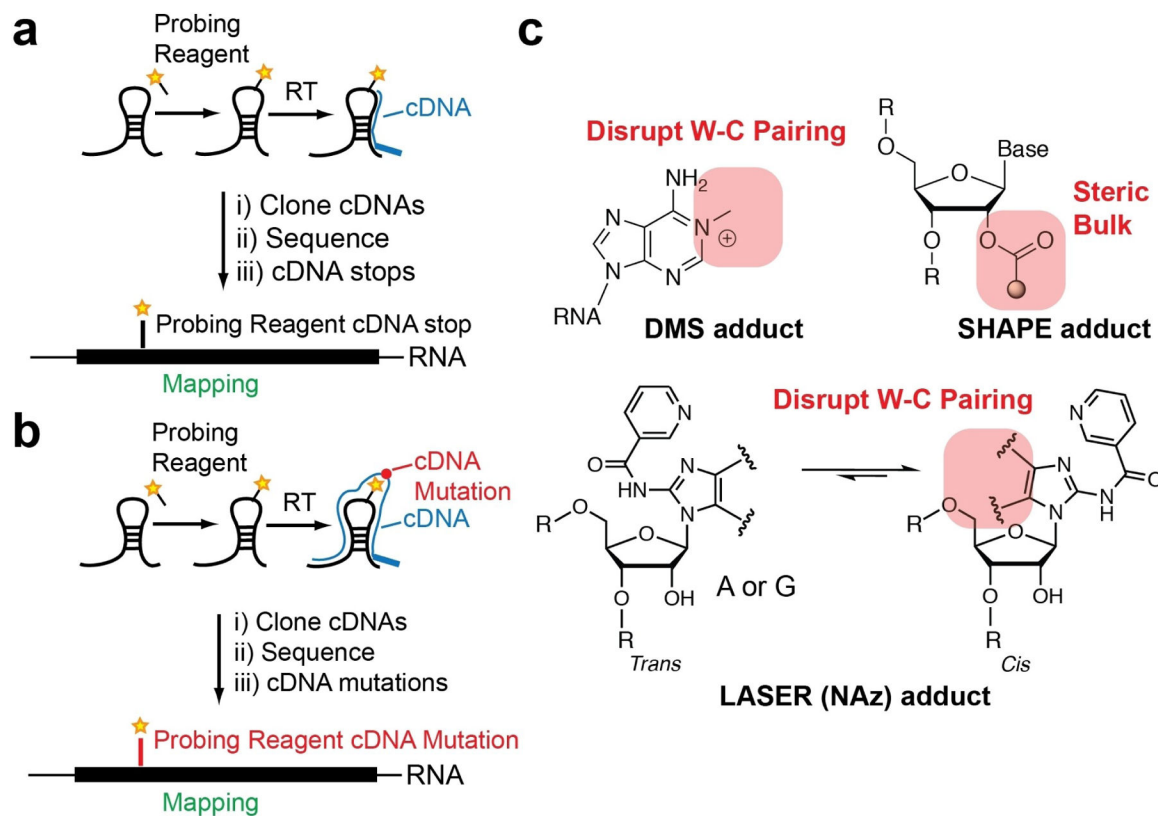 a
Probing
Reagent
RT
cDNA
i) Clone cDNAs
ii) Sequence
iii) cDNA stops
Probing Reagent cDNA stop
RNA
Mapping
b
Probing
Reagent
RT
cDNA
Mutation
cDNA
i) Clone cDNAs
ii) Sequence
iii) cDNA mutations
Probing Reagent cDNA Mutation
RNA
Mapping
c
Disrupt W-C Pairing
NH2
N
N
⊕
N
N
RNA
DMS adduct
R
O
Base
O
O
O
O
R
Steric
Bulk
SHAPE adduct
Disrupt W-C Pairing
N
O
N
NH
N
R
O
O
O
OH
R
A or G
Trans
N
N
O
N
N
H
R
O
O
O
OH
R
Cis
LASER (NAz) adduct